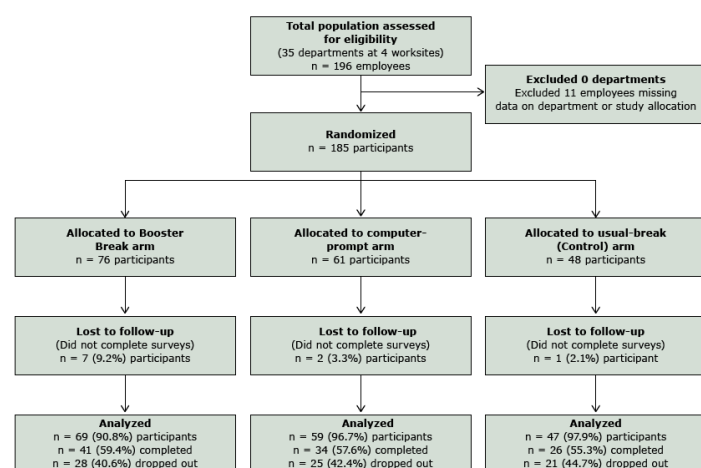 Total population assessed
for eligibility
(35 departments at 4 worksites)
n = 196 employees
Excluded 0 departments
Excluded 11 employees missing
data on department or study allocation
Randomized
n = 185 participants
Allocated to Booster
Break arm
n = 76 participants
Allocated to computer-
prompt arm
n = 61 participants
Allocated to usual-break
(Control) arm
n = 48 participants
Lost to follow-up
(Did not complete surveys)
n = 7 (9.2%) participants
Lost to follow-up
(Did not complete surveys)
n = 2 (3.3%) participants
Lost to follow-up
(Did not complete surveys)
n = 1 (2.1%) participant
Analyzed
n = 69 (90.8%) participants
n = 41 (59.4%) completed
n = 28 (40.6%) dropped out
Analyzed
n = 59 (96.7%) participants
n = 34 (57.6%) completed
n = 25 (42.4%) dropped out
Analyzed
n = 47 (97.9%) participants
n = 26 (55.3%) completed
n = 21 (44.7%) dropped out